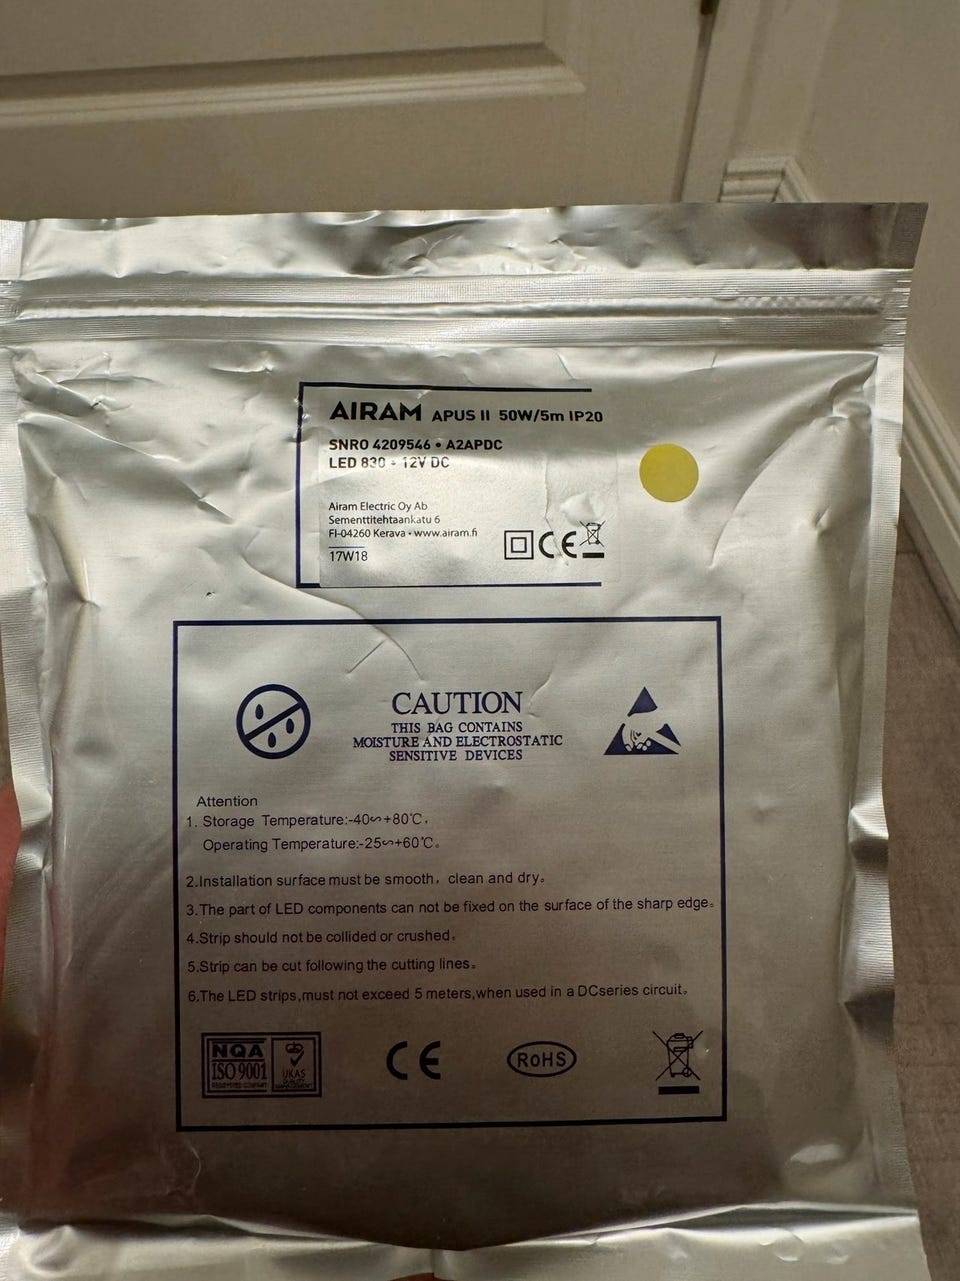 AIRAM APUS II 50W/5m IP20
SNRO 4209546 • A2APDC
LED 830 • 12V DC
Airam Electric Oy Ab
Sementtitehtaankatu 6
FI-04260 Kerava • www.airam.fi
17W18
CE
CAUTION
THIS BAG CONTAINS
MOISTURE AND ELECTROSTATIC
SENSITIVE DEVICES
Attention
1. Storage Temperature:-40∽+80℃,
Operating Temperature:-25∽+60℃。
2.Installation surface must be smooth, clean and dry。
3.The part of LED components can not be fixed on the surface of the sharp edge。
4.Strip should not be collided or crushed。
5.Strip can be cut following the cutting lines。
6.The LED strips,must not exceed 5 meters,when used in a DCseries circuit。
NQA
ISO 9001
UKAS
QUALITY
MANAGEMENT
CE
RoHS